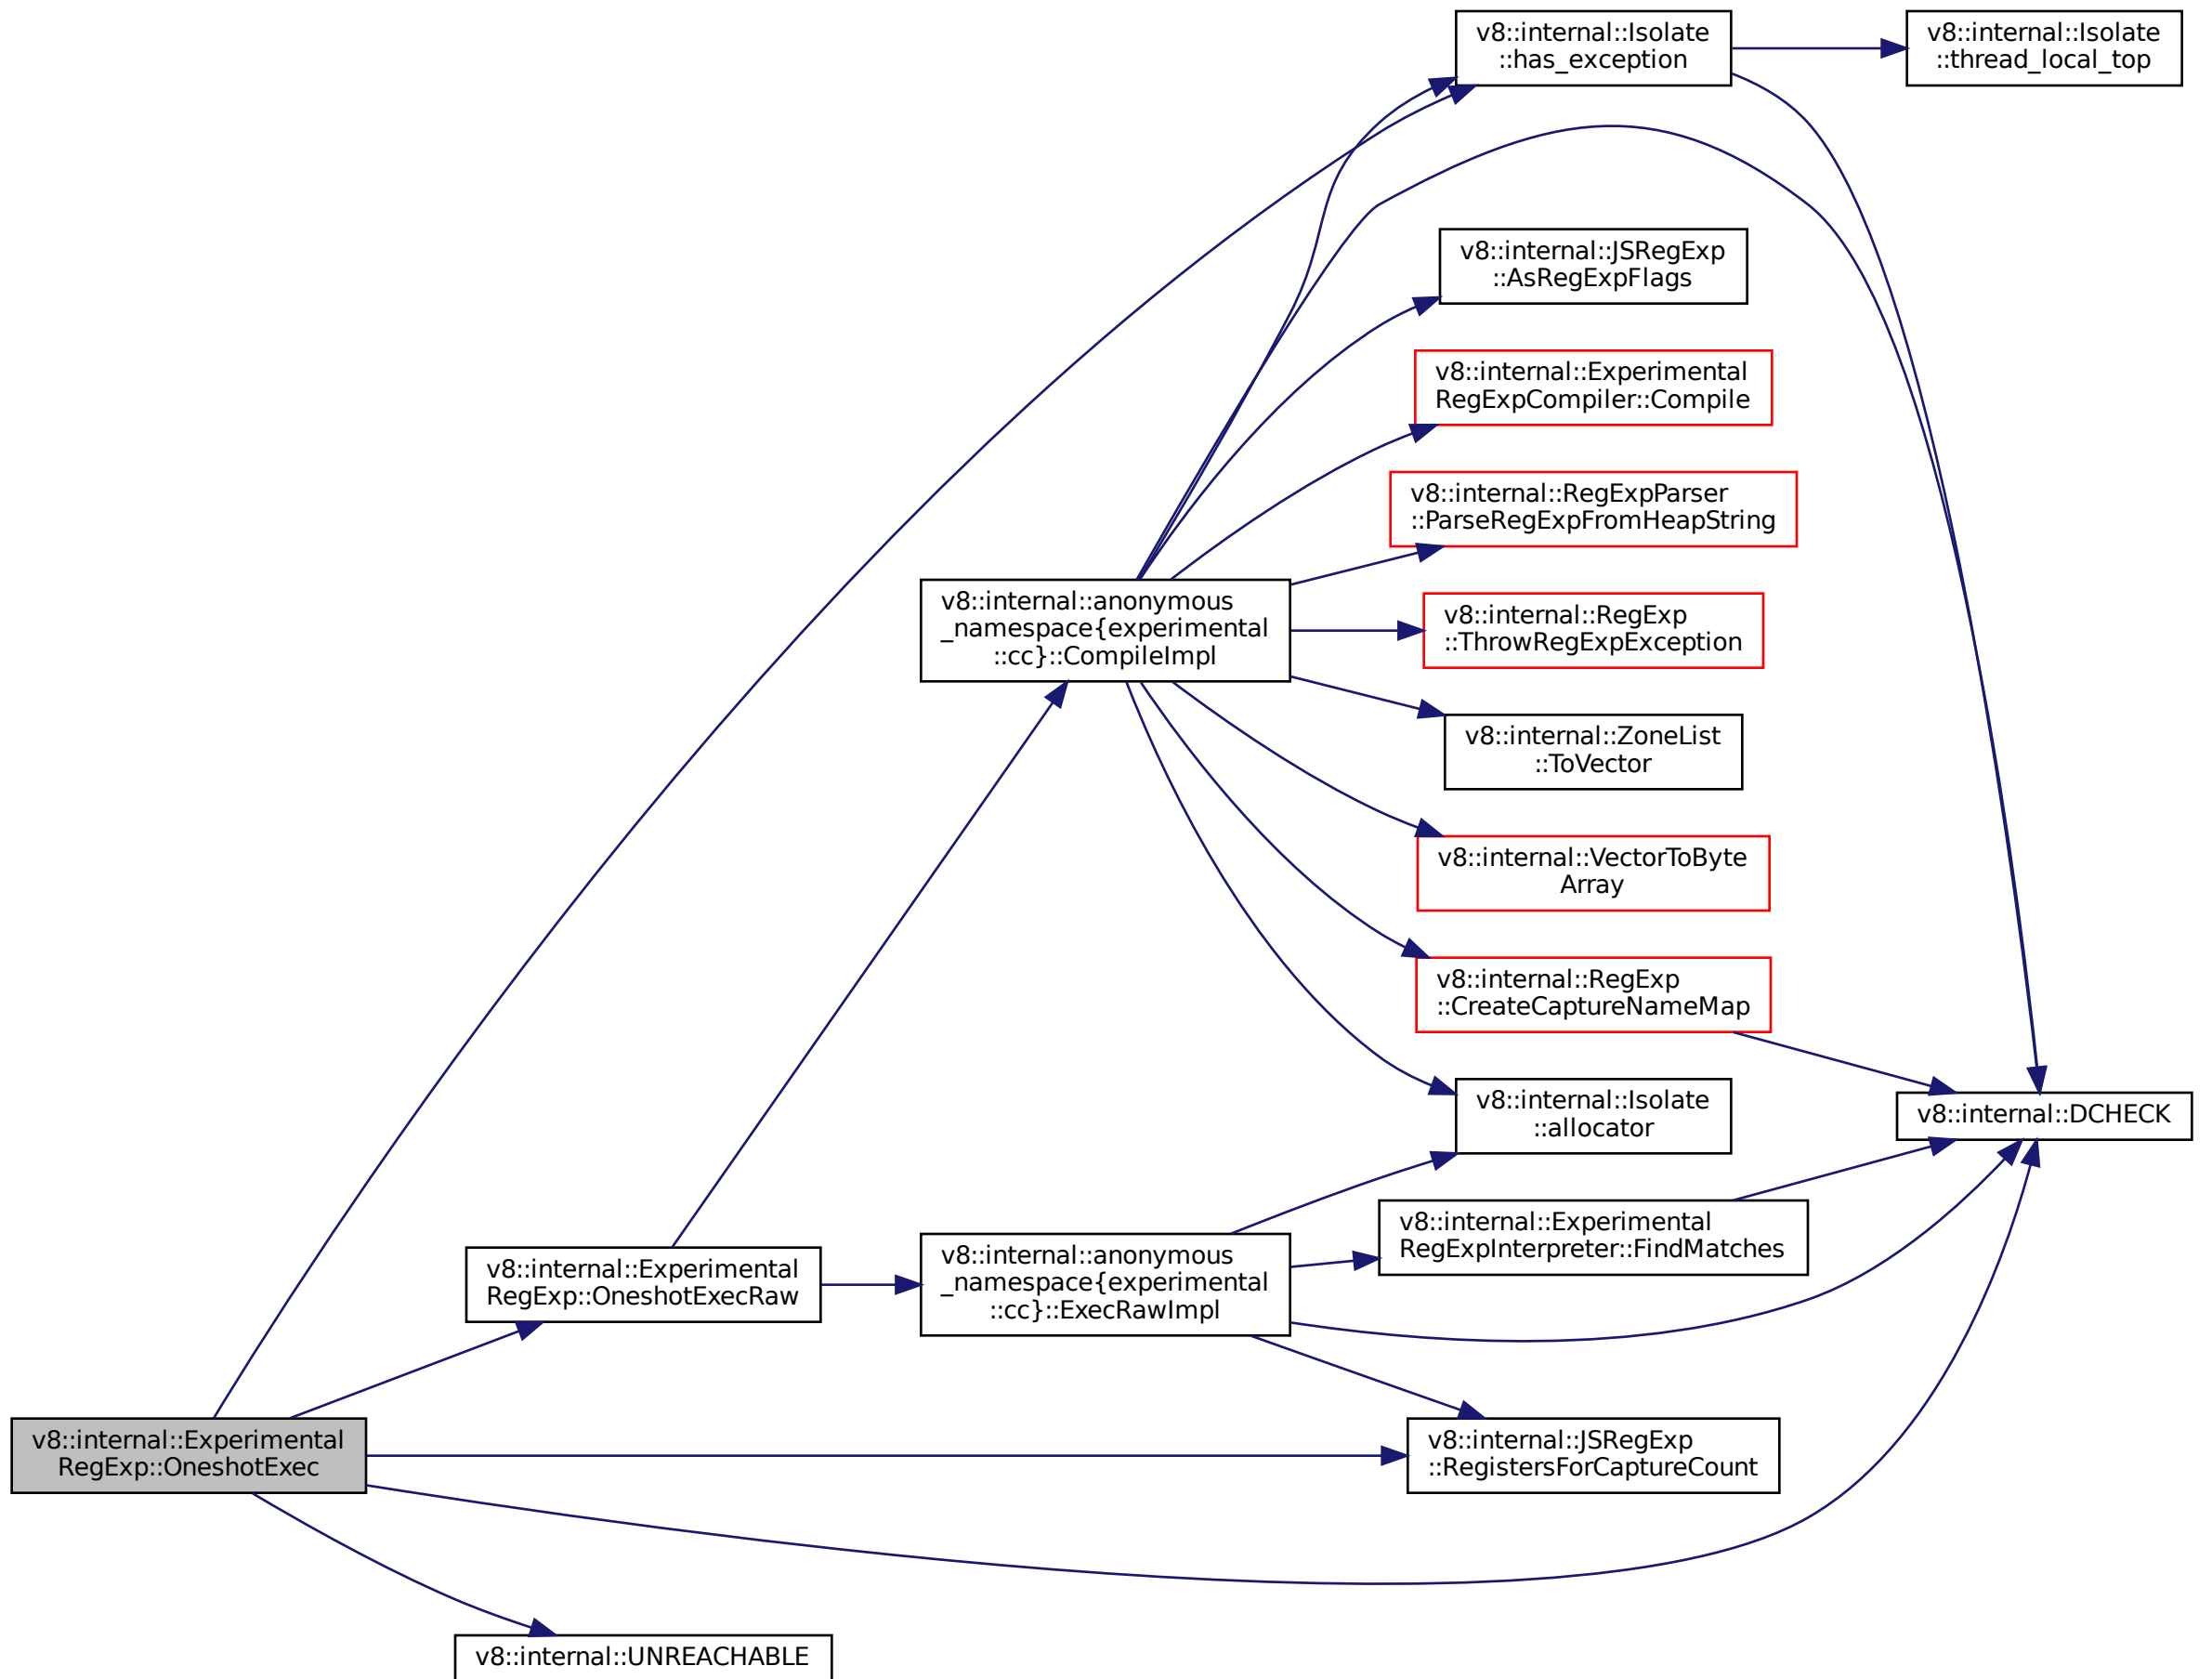 v8::internal::Isolate
::has_exception
v8::internal::Isolate
::thread_local_top
v8::internal::JSRegExp
::AsRegExpFlags
v8::internal::Experimental
RegExpCompiler::Compile
v8::internal::RegExpParser
::ParseRegExpFromHeapString
v8::internal::anonymous
_namespace{experimental
::cc}::CompileImpl
v8::internal::RegExp
::ThrowRegExpException
v8::internal::ZoneList
::ToVector
v8::internal::VectorToByte
Array
v8::internal::RegExp
::CreateCaptureNameMap
v8::internal::Isolate
::allocator
v8::internal::DCHECK
v8::internal::Experimental
RegExpInterpreter::FindMatches
v8::internal::Experimental
RegExp::OneshotExecRaw
v8::internal::anonymous
_namespace{experimental
::cc}::ExecRawImpl
v8::internal::Experimental
RegExp::OneshotExec
v8::internal::JSRegExp
::RegistersForCaptureCount
v8::internal::UNREACHABLE